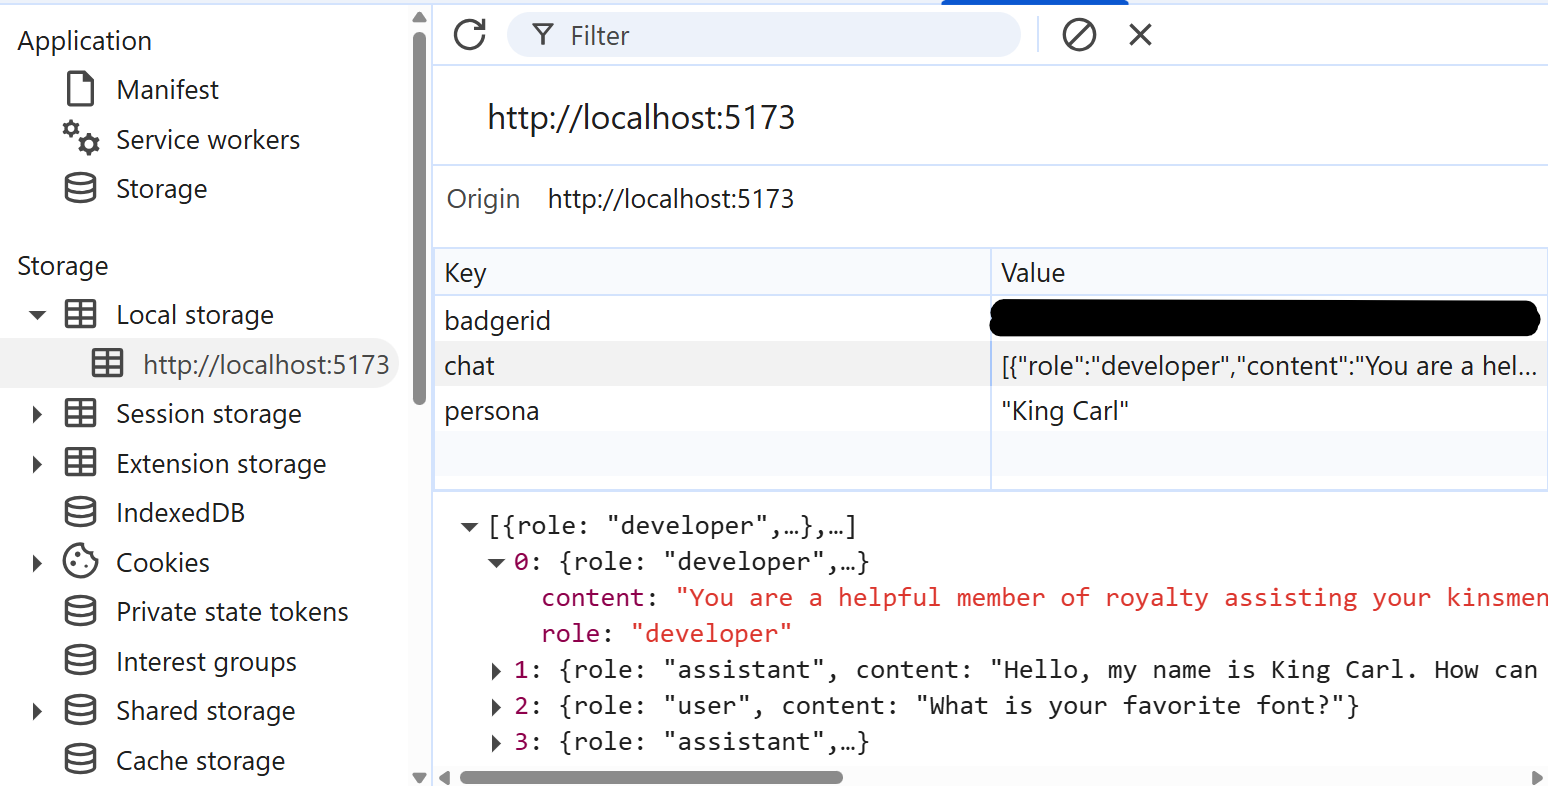 Application
Manifest
Service workers
Storage
Storage
Local storage
http://localhost:5173
Session storage
Extension storage
IndexedDB
Cookies
Private state tokens
Interest groups
Shared storage
Cache storage
Filter
http://localhost:5173
Origin http://localhost:5173
Key Value
badgerid
chat [{"role":"developer","content":"You are a hel...
persona "King Carl"
[{role: "developer",…},…]
0: {role: "developer",…}
content: "You are a helpful member of royalty assisting your kinsmen
role: "developer"
1: {role: "assistant", content: "Hello, my name is King Carl. How can
2: {role: "user", content: "What is your favorite font?"}
3: {role: "assistant",…}